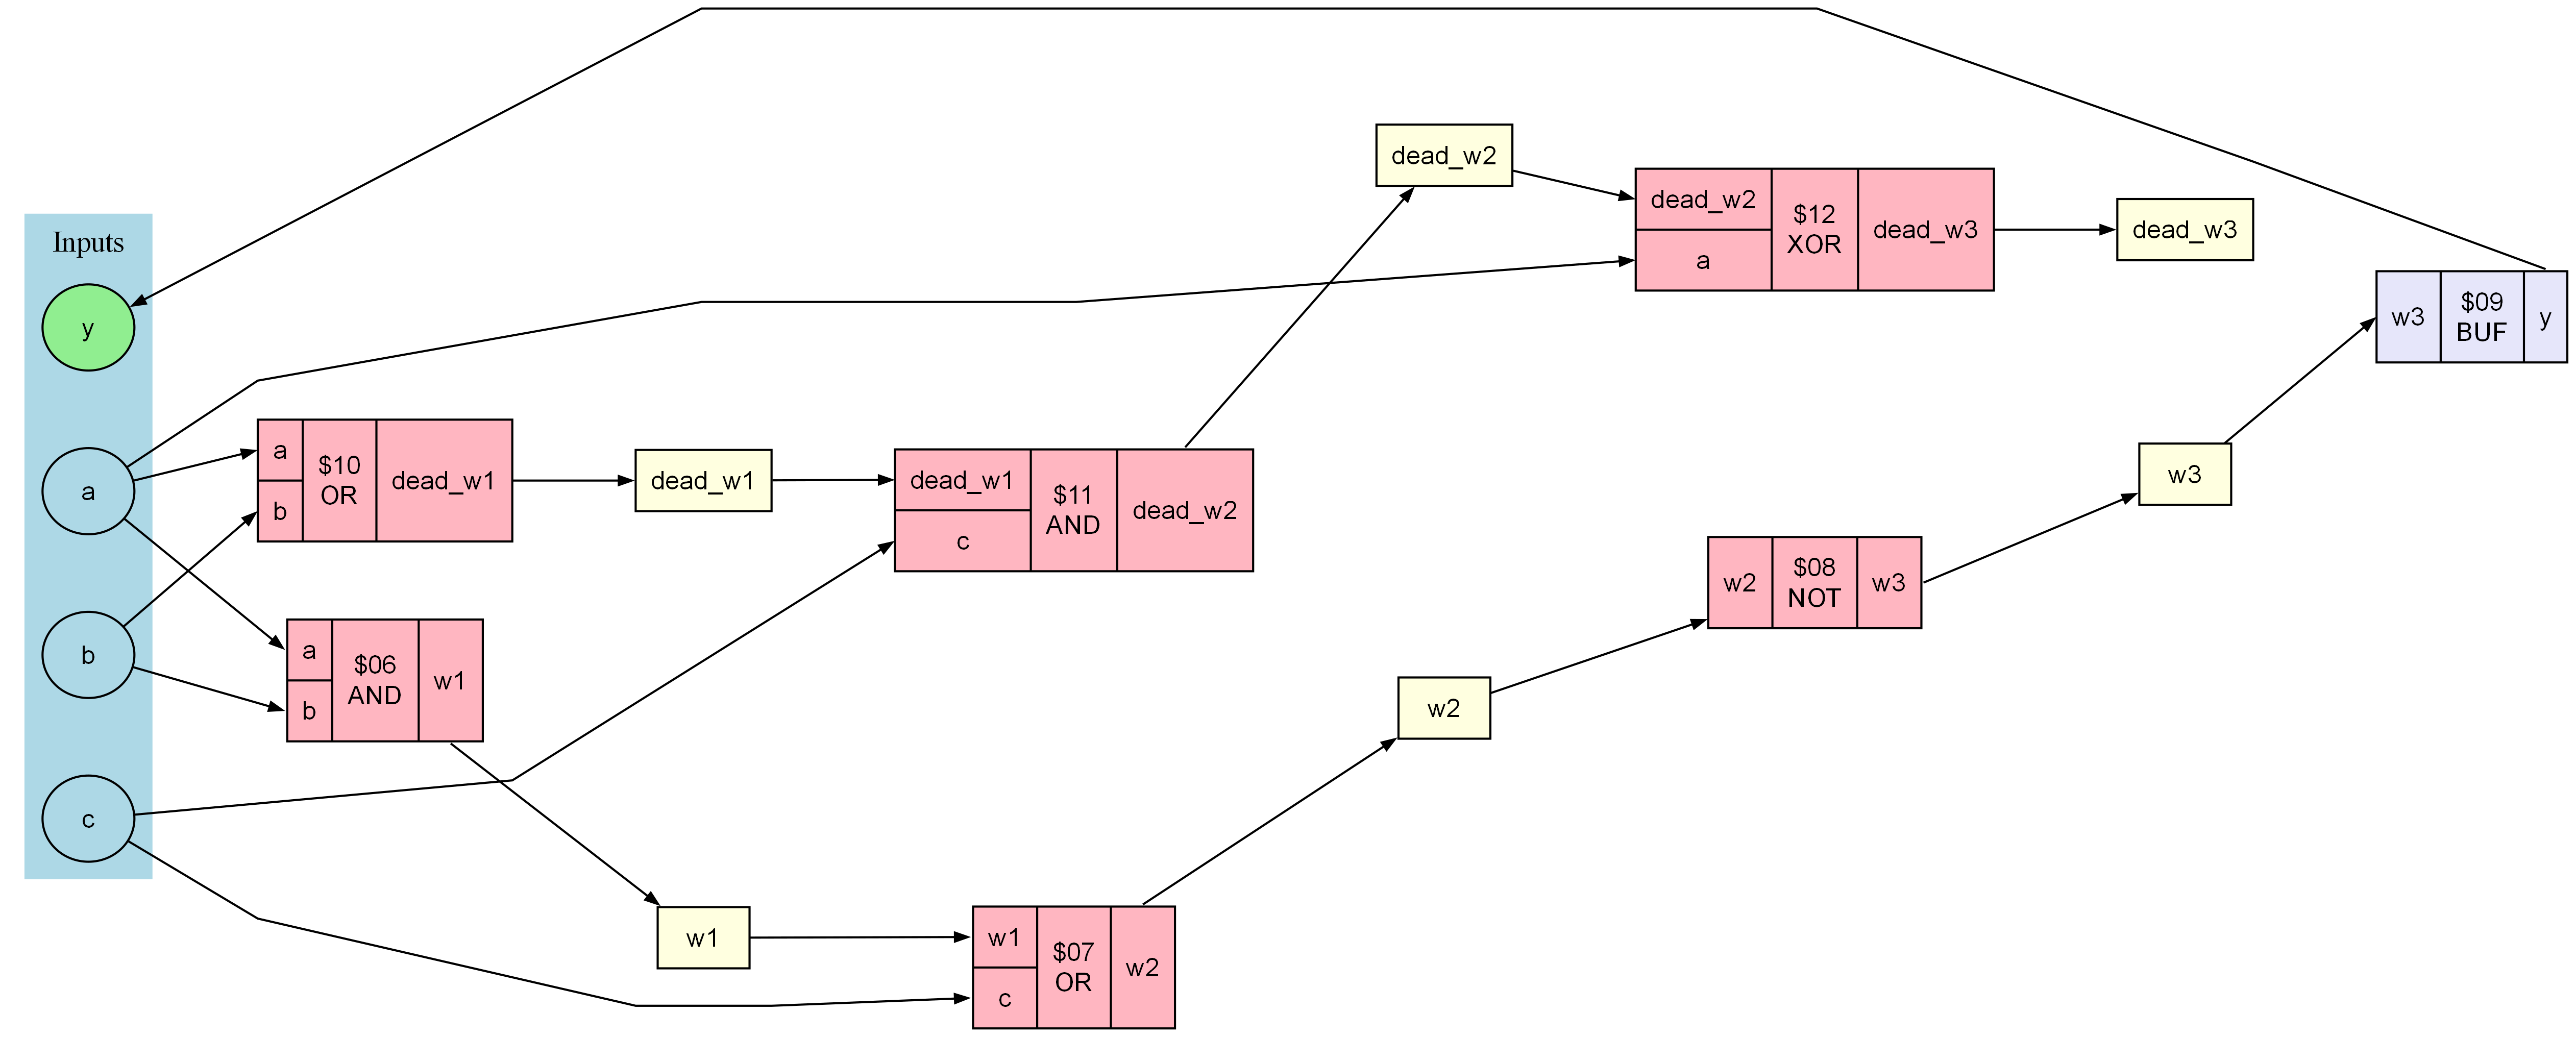 Inputs
y
a
b
c
a
b
$10
OR
dead_w1
a
b
$06
AND
w1
dead_w1
w1
dead_w1
c
$11
AND
dead_w2
w1
c
$07
OR
w2
dead_w2
w2
dead_w2
a
$12
XOR
dead_w3
w2
$08
NOT
w3
dead_w3
w3
w3
$09
BUF
y